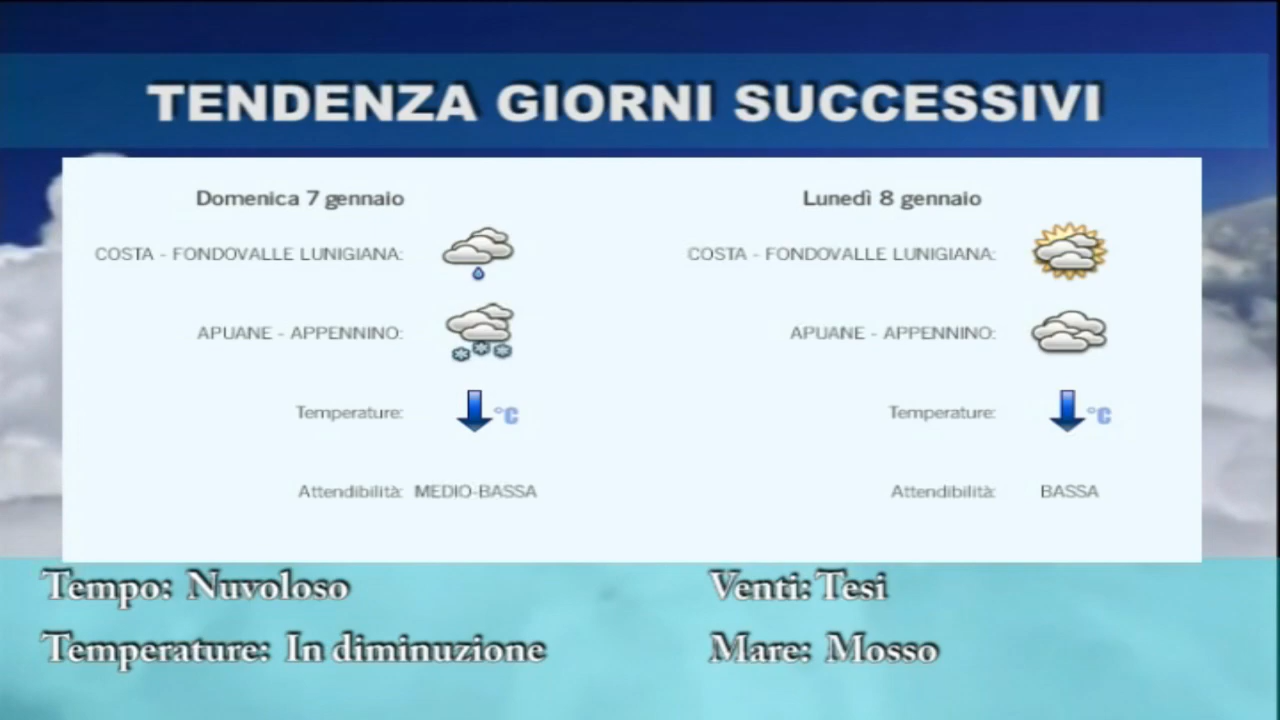 TENDENZA GIORNI SUCCESSIVI
Domenica 7 gennaio
COSTA - FONDOVALLE LUNIGIANA:
APUANE - APPENNINO:
Temperature: °C
Attendibilità: MEDIO-BASSA
Lunedì 8 gennaio
COSTA - FONDOVALLE LUNIGIANA:
APUANE - APPENNINO:
Temperature: °C
Attendibilità: BASSA
Tempo: Nuvoloso
Temperature: In diminuzione
Venti: Tesi
Mare: Mosso